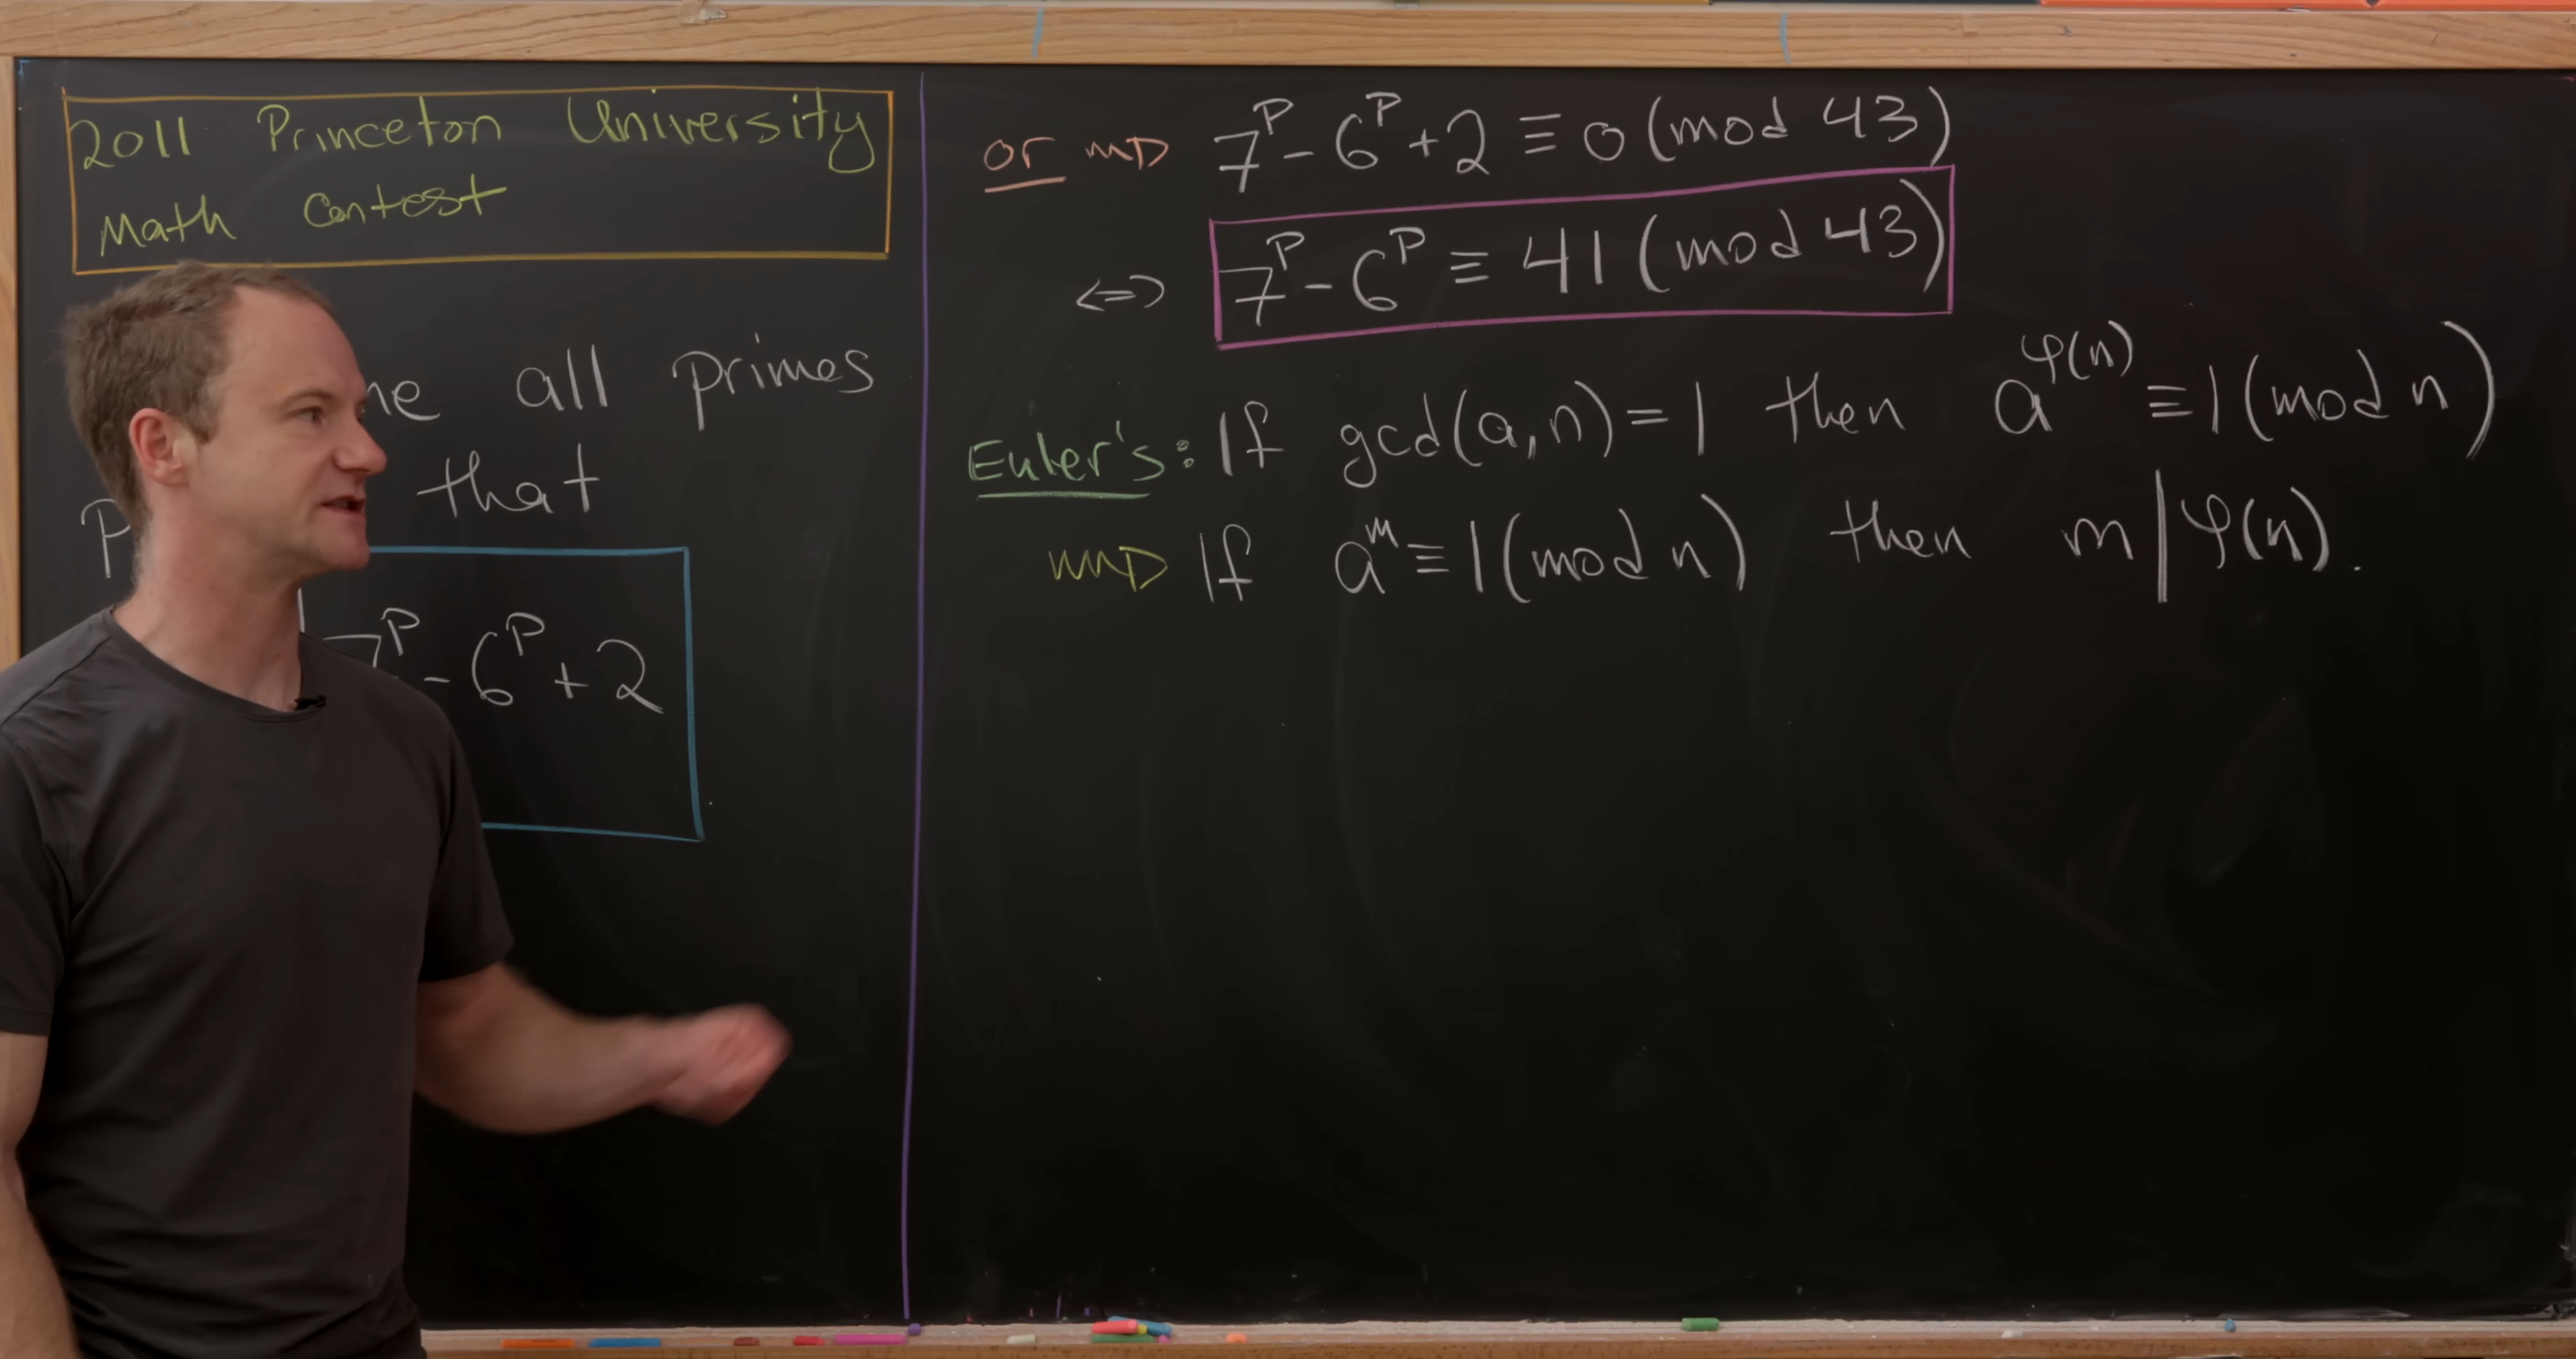 2011 Princeton University
Math Contest
all primes
that
- 6^P + 2
or ⇝ 7^P - 6^P + 2 ≡ 0 (mod 43)
⇔ 7^P - 6^P ≡ 41 (mod 43)
Euler's: If gcd(a,n) = 1 then a^φ(n) ≡ 1 (mod n)
⇝ If a^m ≡ 1 (mod n) then m | φ(n).